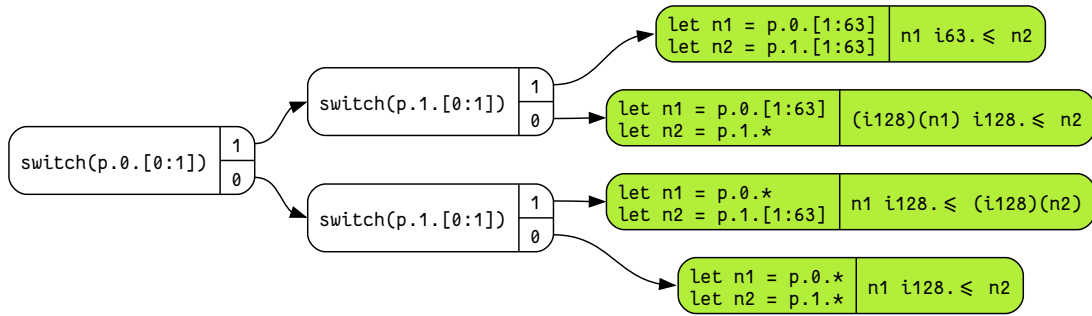 switch(p.0.[0:1])
1
0
switch(p.1.[0:1])
1
0
let n1 = p.0.[1:63]
let n2 = p.1.[1:63]
n1 i63.⩽ n2
let n1 = p.0.[1:63]
let n2 = p.1.*
(i128)(n1) i128.⩽ n2
switch(p.1.[0:1])
1
0
let n1 = p.0.*
let n2 = p.1.[1:63]
n1 i128.⩽ (i128)(n2)
let n1 = p.0.*
let n2 = p.1.*
n1 i128.⩽ n2